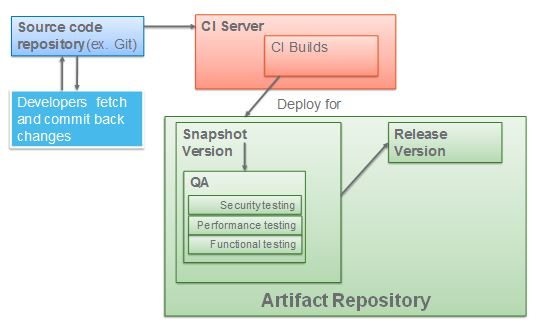 Source code
repository(ex. Git)
CI Server
CI Builds
Developers fetch
and commit back
changes
Deploy for
Snapshot
Version
Release
Version
QA
Security testing
Performance testing
Functional testing
Artifact Repository